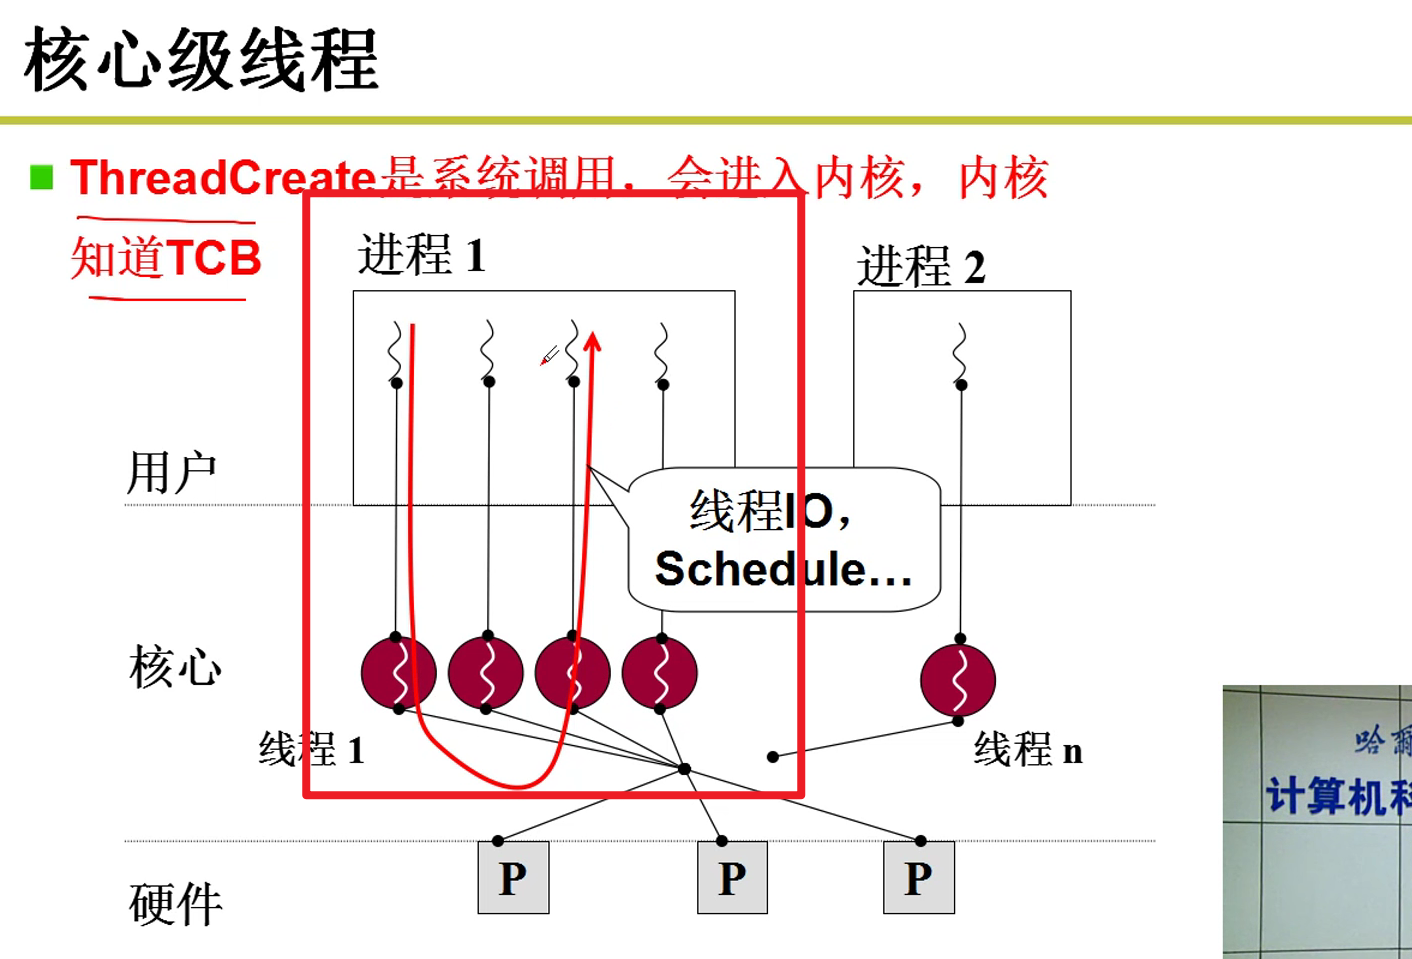 核心级线程
ThreadCreate是系统调用，会进入内核，内核
知道TCB
进程 1
进程 2
用户
线程IO，
Schedule…
核心
线程 1
线程 n
P
P
P
硬件
计算机科